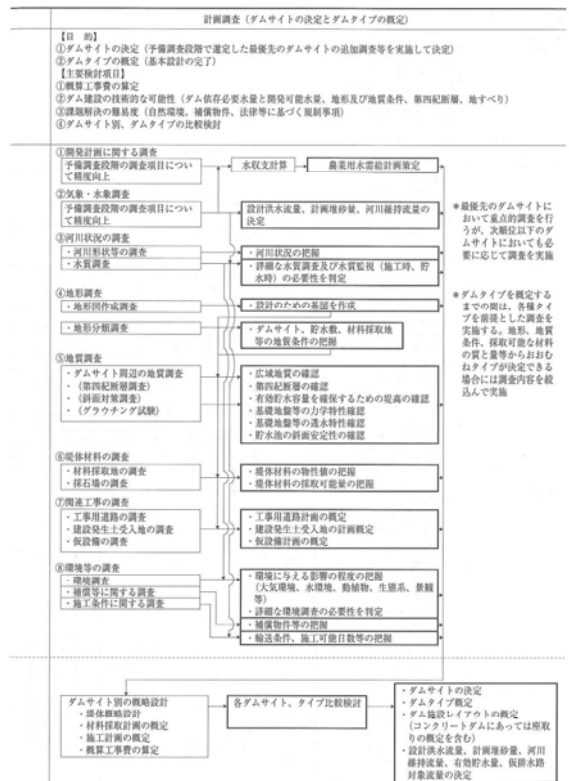 計画調査（ダムサイトの決定とダムタイプの概定）
【目　的】
①ダムサイトの決定（予備調査段階で選定した最優先のダムサイトの追加調査等を実施して決定）
②ダムタイプの概定（基本設計の完了）
【主要検討項目】
①概算工事費の算定
②ダム建設の技術的な可能性（ダム依存必要水量と開発可能水量、地形及び地質条件、第四紀断層、地すべり）
③課題解決の難易度（自然環境、補償物件、法律等に基づく規制事項）
④ダムサイト別、ダムタイプの比較検討
①開発計画に関する調査
予備調査段階の調査項目につい
て精度向上
水収支計算
農業用水需給計画策定
②気象・水象調査
予備調査段階の調査項目につい
て精度向上
設計洪水流量、計画堆砂量、河川維持流量の
決定
③河川状況の調査
・河川形状等の調査
・水質調査
・河川状況の把握
・詳細な水質調査及び水質監視（施工時、貯
水時）の必要性を判定
④地形調査
・地形図作成調査
・設計のための基図を作成
・地形分類調査
・ダムサイト、貯水敷、材料採取地
等の地質条件の把握
⑤地質調査
・ダムサイト周辺の地質調査
・（第四紀断層調査）
・（斜面対策調査）
・（グラウチング試験）
・広域地質の確認
・第四紀断層の確認
・有効貯水容量を確保するための堤高の確認
・基礎地盤等の力学特性確認
・基礎地盤等の透水特性確認
・貯水池の斜面安定性の確認
⑥堤体材料の調査
・材料採取地の調査
・採石場の調査
・堤体材料の物性値の把握
・堤体材料の採取可能量の把握
⑦関連工事の調査
・工事用道路の調査
・建設発生土受入地の調査
・仮設備の調査
・工事用道路計画の概定
・建設発生土受入地の計画概定
・仮設備計画の概定
⑧環境等の調査
・環境調査
・補償等に関する調査
・施工条件に関する調査
・環境に与える影響の程度の把握
（大気環境、水環境、動植物、生態系、景観
等）
・詳細な環境調査の必要性を判定
・補償物件等の把握
・輸送条件、施工可能日数等の把握
＊最優先のダムサイトに
おいて重点的調査を行
うが、次順位以下のダ
ムサイトにおいても必
要に応じて調査を実施
＊ダムタイプを概定する
までの間は、各種タイ
プを前提とした調査を
実施する。地形、地質
条件、採取可能な材料
の質と量等からおおむ
ねタイプが決定できる
場合には調査内容を絞
込んで実施
ダムサイト別の概略設計
・堤体概略設計
・材料採取計画の概定
・施工計画の概定
・概算工事費の算定
各ダムサイト、タイプ比較検討
・ダムサイトの決定
・ダムタイプ概定
・ダム施設レイアウトの概定
（コンクリートダムにあっては座取
りの概定を含む）
・設計洪水流量、計画堆砂量、河川
維持流量、有効貯水量、仮排水路
対象流量の決定